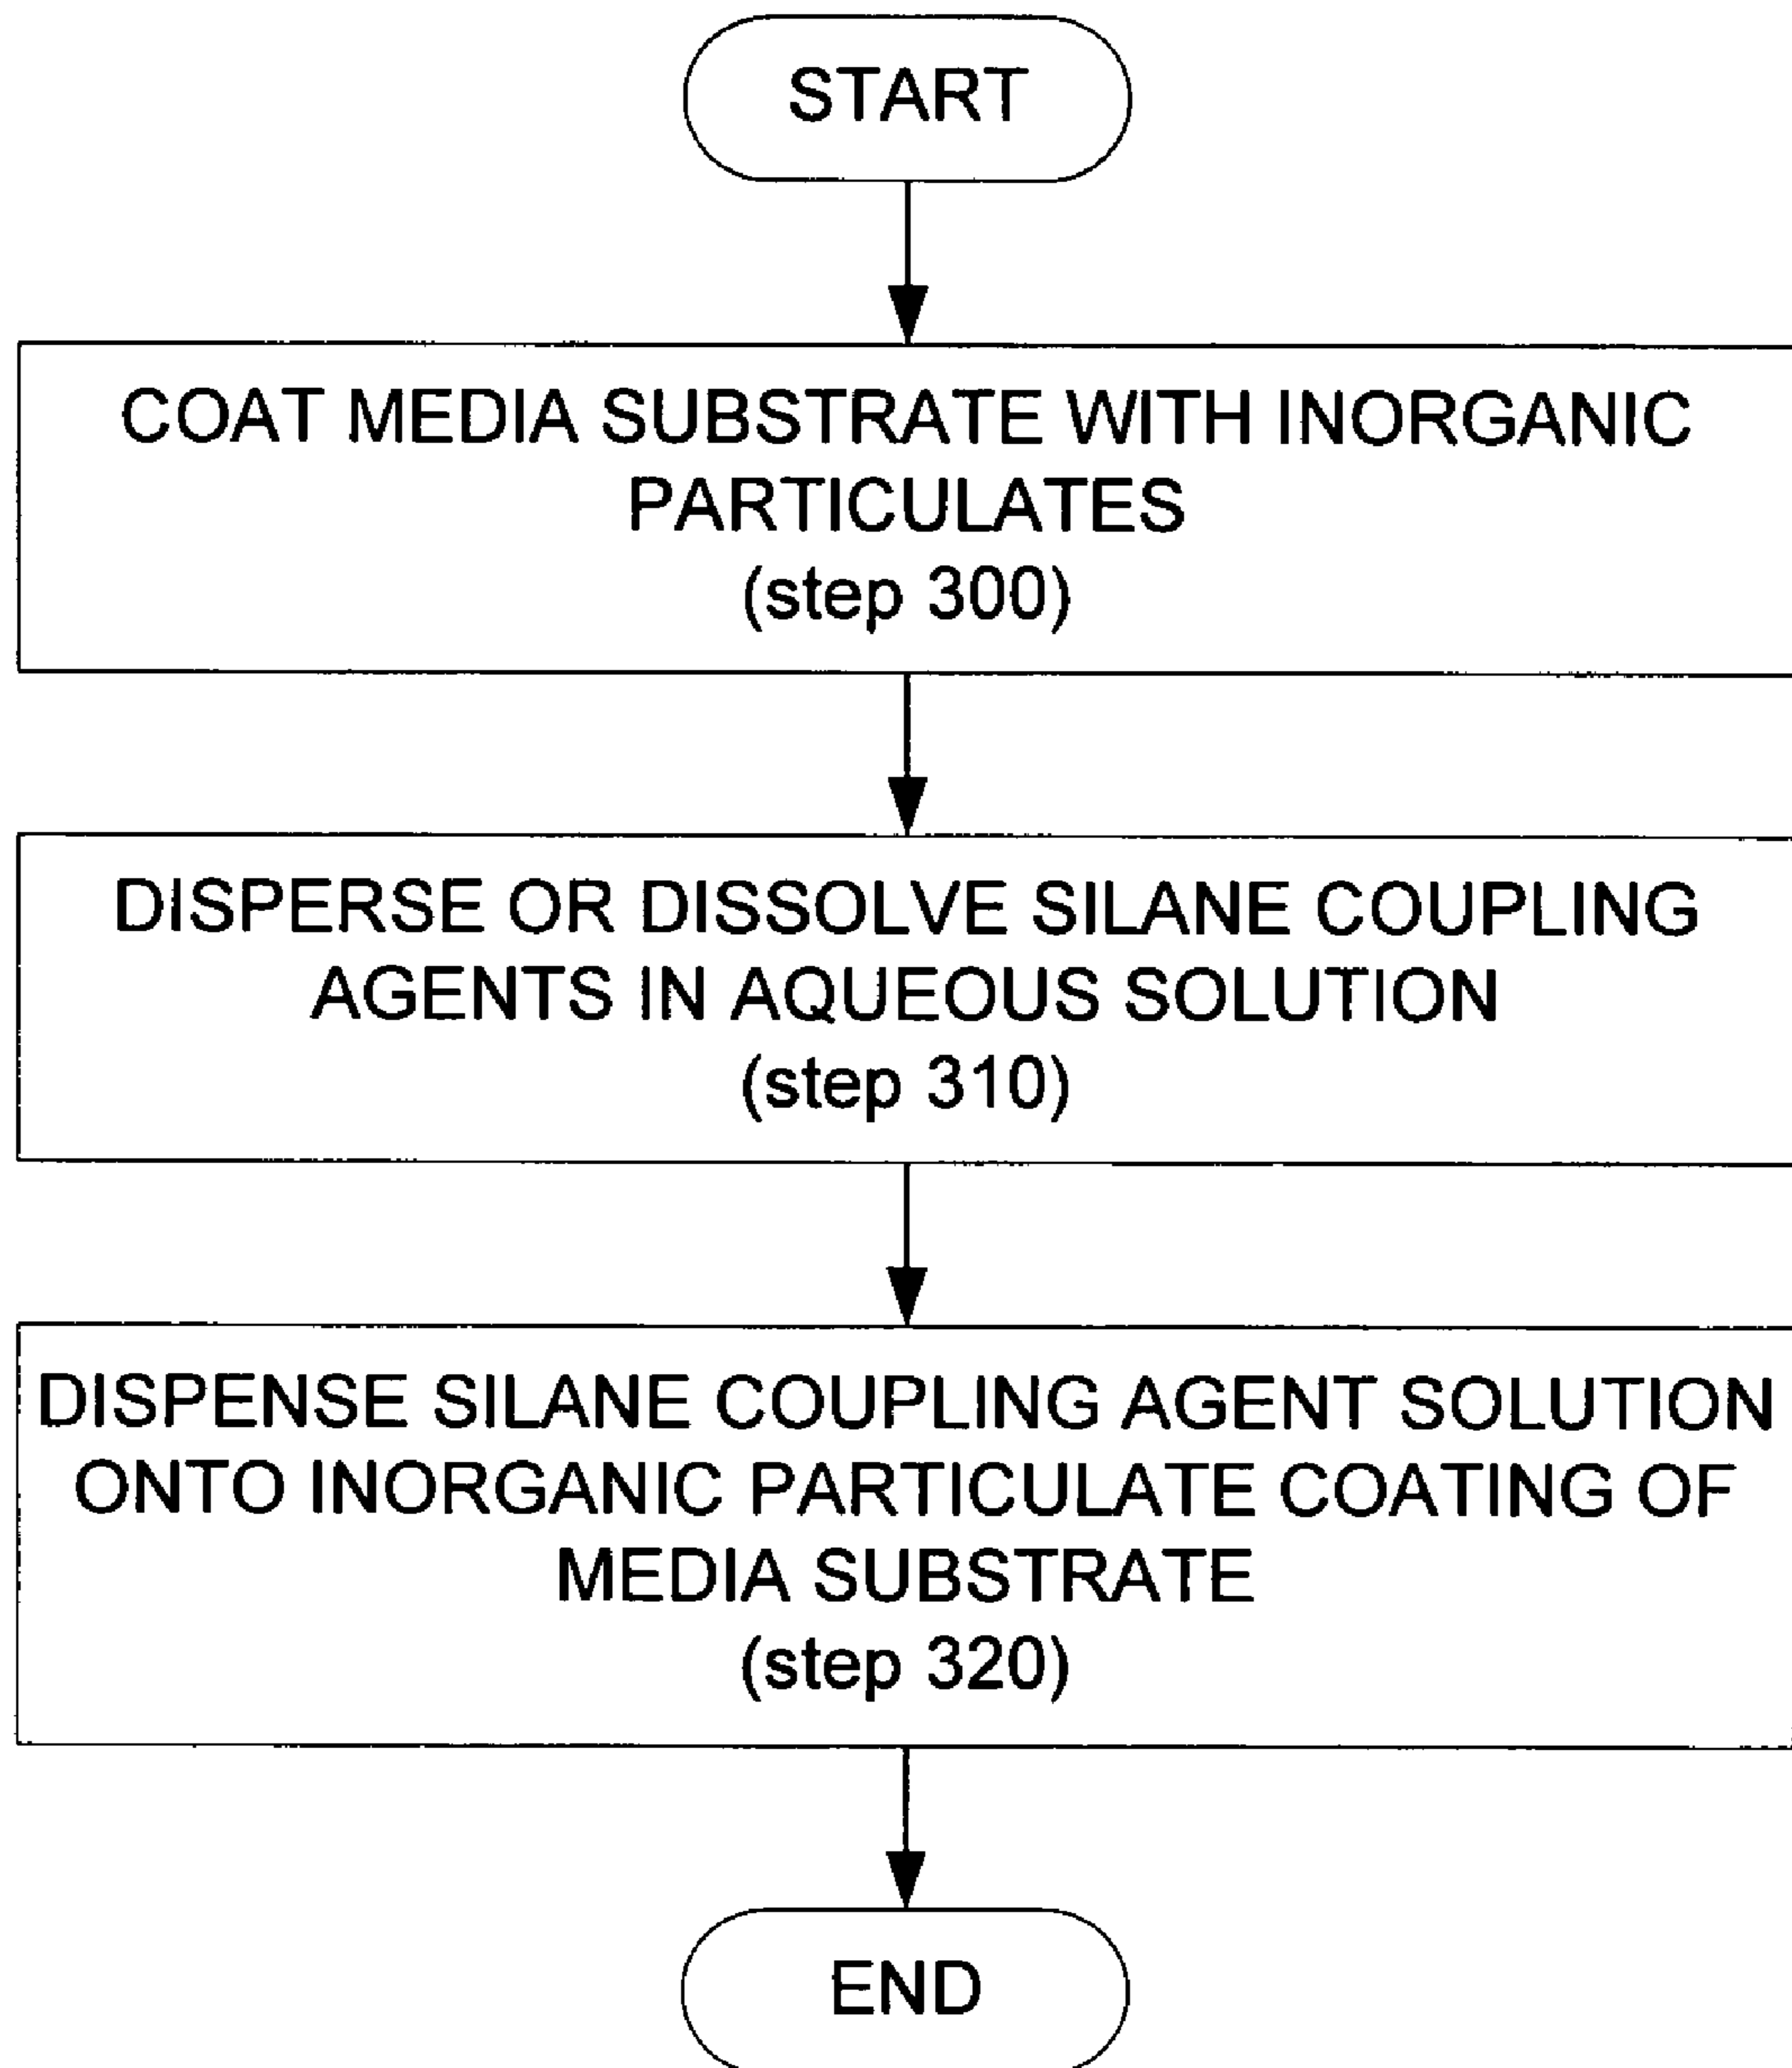 START
COAT MEDIA SUBSTRATE WITH INORGANIC
PARTICULATES
(step 300)
DISPERSE OR DISSOLVE SILANE COUPLING
AGENTS IN AQUEOUS SOLUTION
(step 310)
DISPENSE SILANE COUPLING AGENT SOLUTION
ONTO INORGANIC PARTICULATE COATING OF
MEDIA SUBSTRATE
(step 320)
END